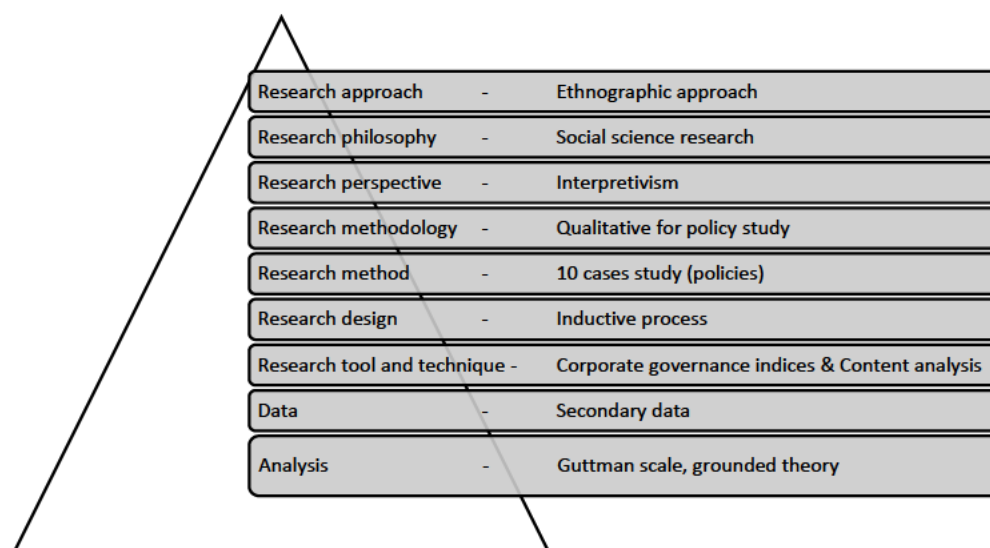 Research approach - Ethnographic approach
Research philosophy - Social science research
Research perspective - Interpretivism
Research methodology - Qualitative for policy study
Research method - 10 cases study (policies)
Research design - Inductive process
Research tool and technique - Corporate governance indices & Content analysis
Data - Secondary data
Analysis - Guttman scale, grounded theory